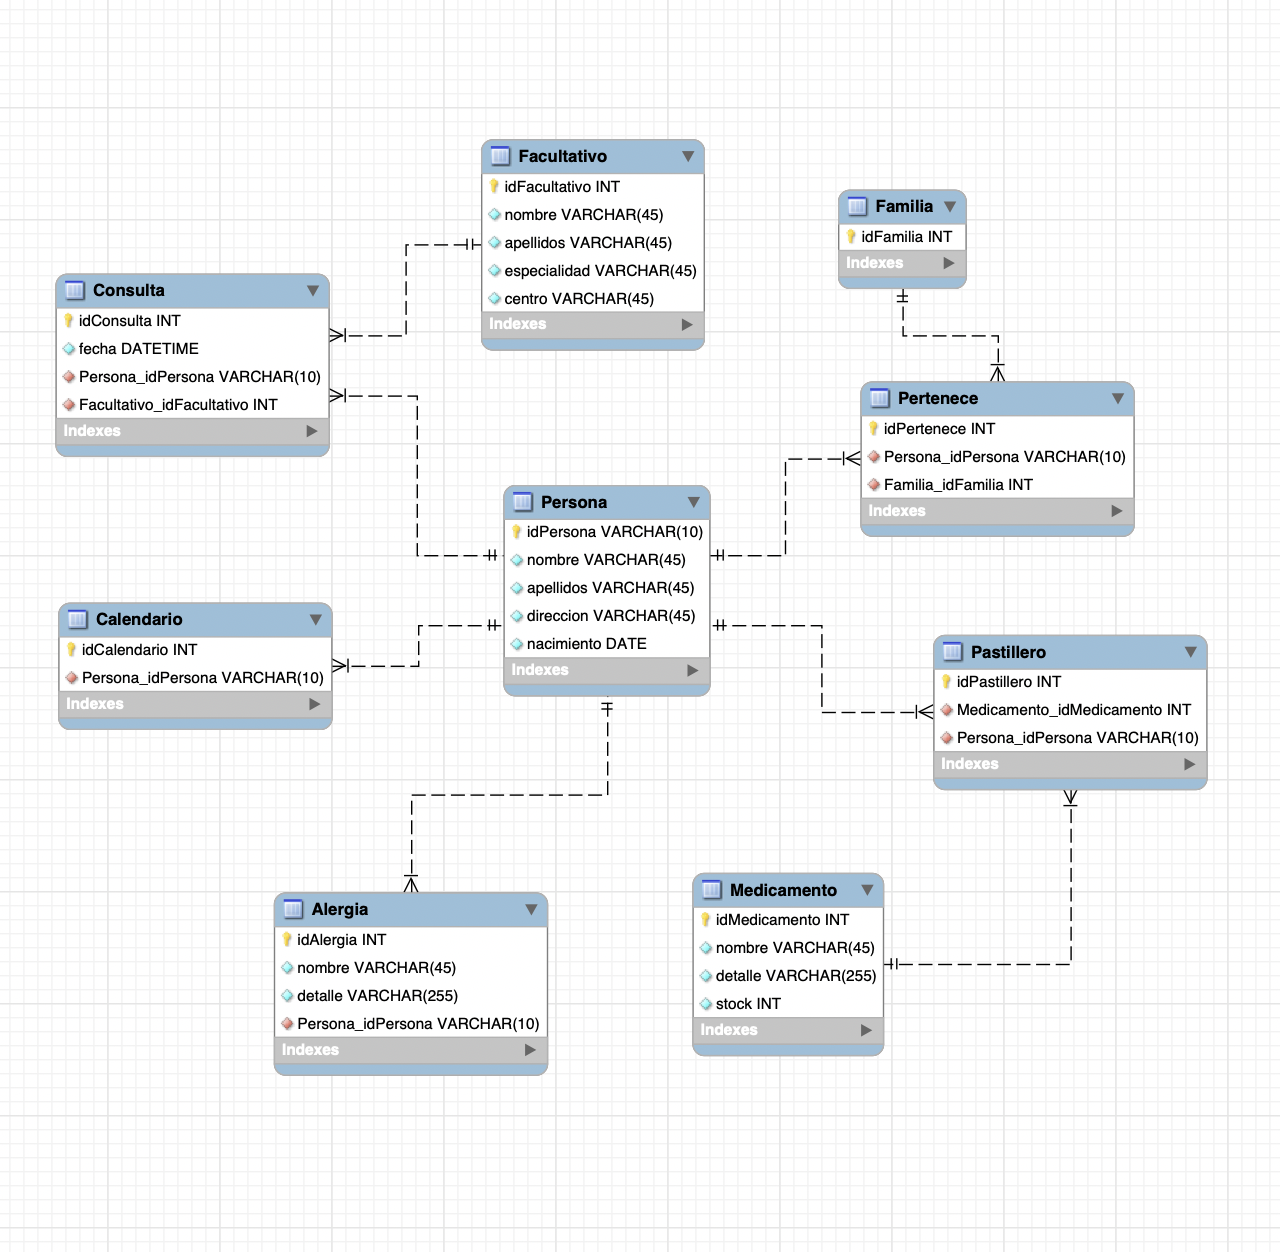 Facultativo
idFacultativo INT
nombre VARCHAR(45)
apellidos VARCHAR(45)
especialidad VARCHAR(45)
centro VARCHAR(45)
Indexes
Familia
idFamilia INT
Indexes
Consulta
idConsulta INT
fecha DATETIME
Persona_idPersona VARCHAR(10)
Facultativo_idFacultativo INT
Indexes
Pertenece
idPertenece INT
Persona_idPersona VARCHAR(10)
Familia_idFamilia INT
Indexes
Persona
idPersona VARCHAR(10)
nombre VARCHAR(45)
apellidos VARCHAR(45)
direccion VARCHAR(45)
nacimiento DATE
Indexes
Calendario
idCalendario INT
Persona_idPersona VARCHAR(10)
Indexes
Pastillero
idPastillero INT
Medicamento_idMedicamento INT
Persona_idPersona VARCHAR(10)
Indexes
Alergia
idAlergia INT
nombre VARCHAR(45)
detalle VARCHAR(255)
Persona_idPersona VARCHAR(10)
Indexes
Medicamento
idMedicamento INT
nombre VARCHAR(45)
detalle VARCHAR(255)
stock INT
Indexes